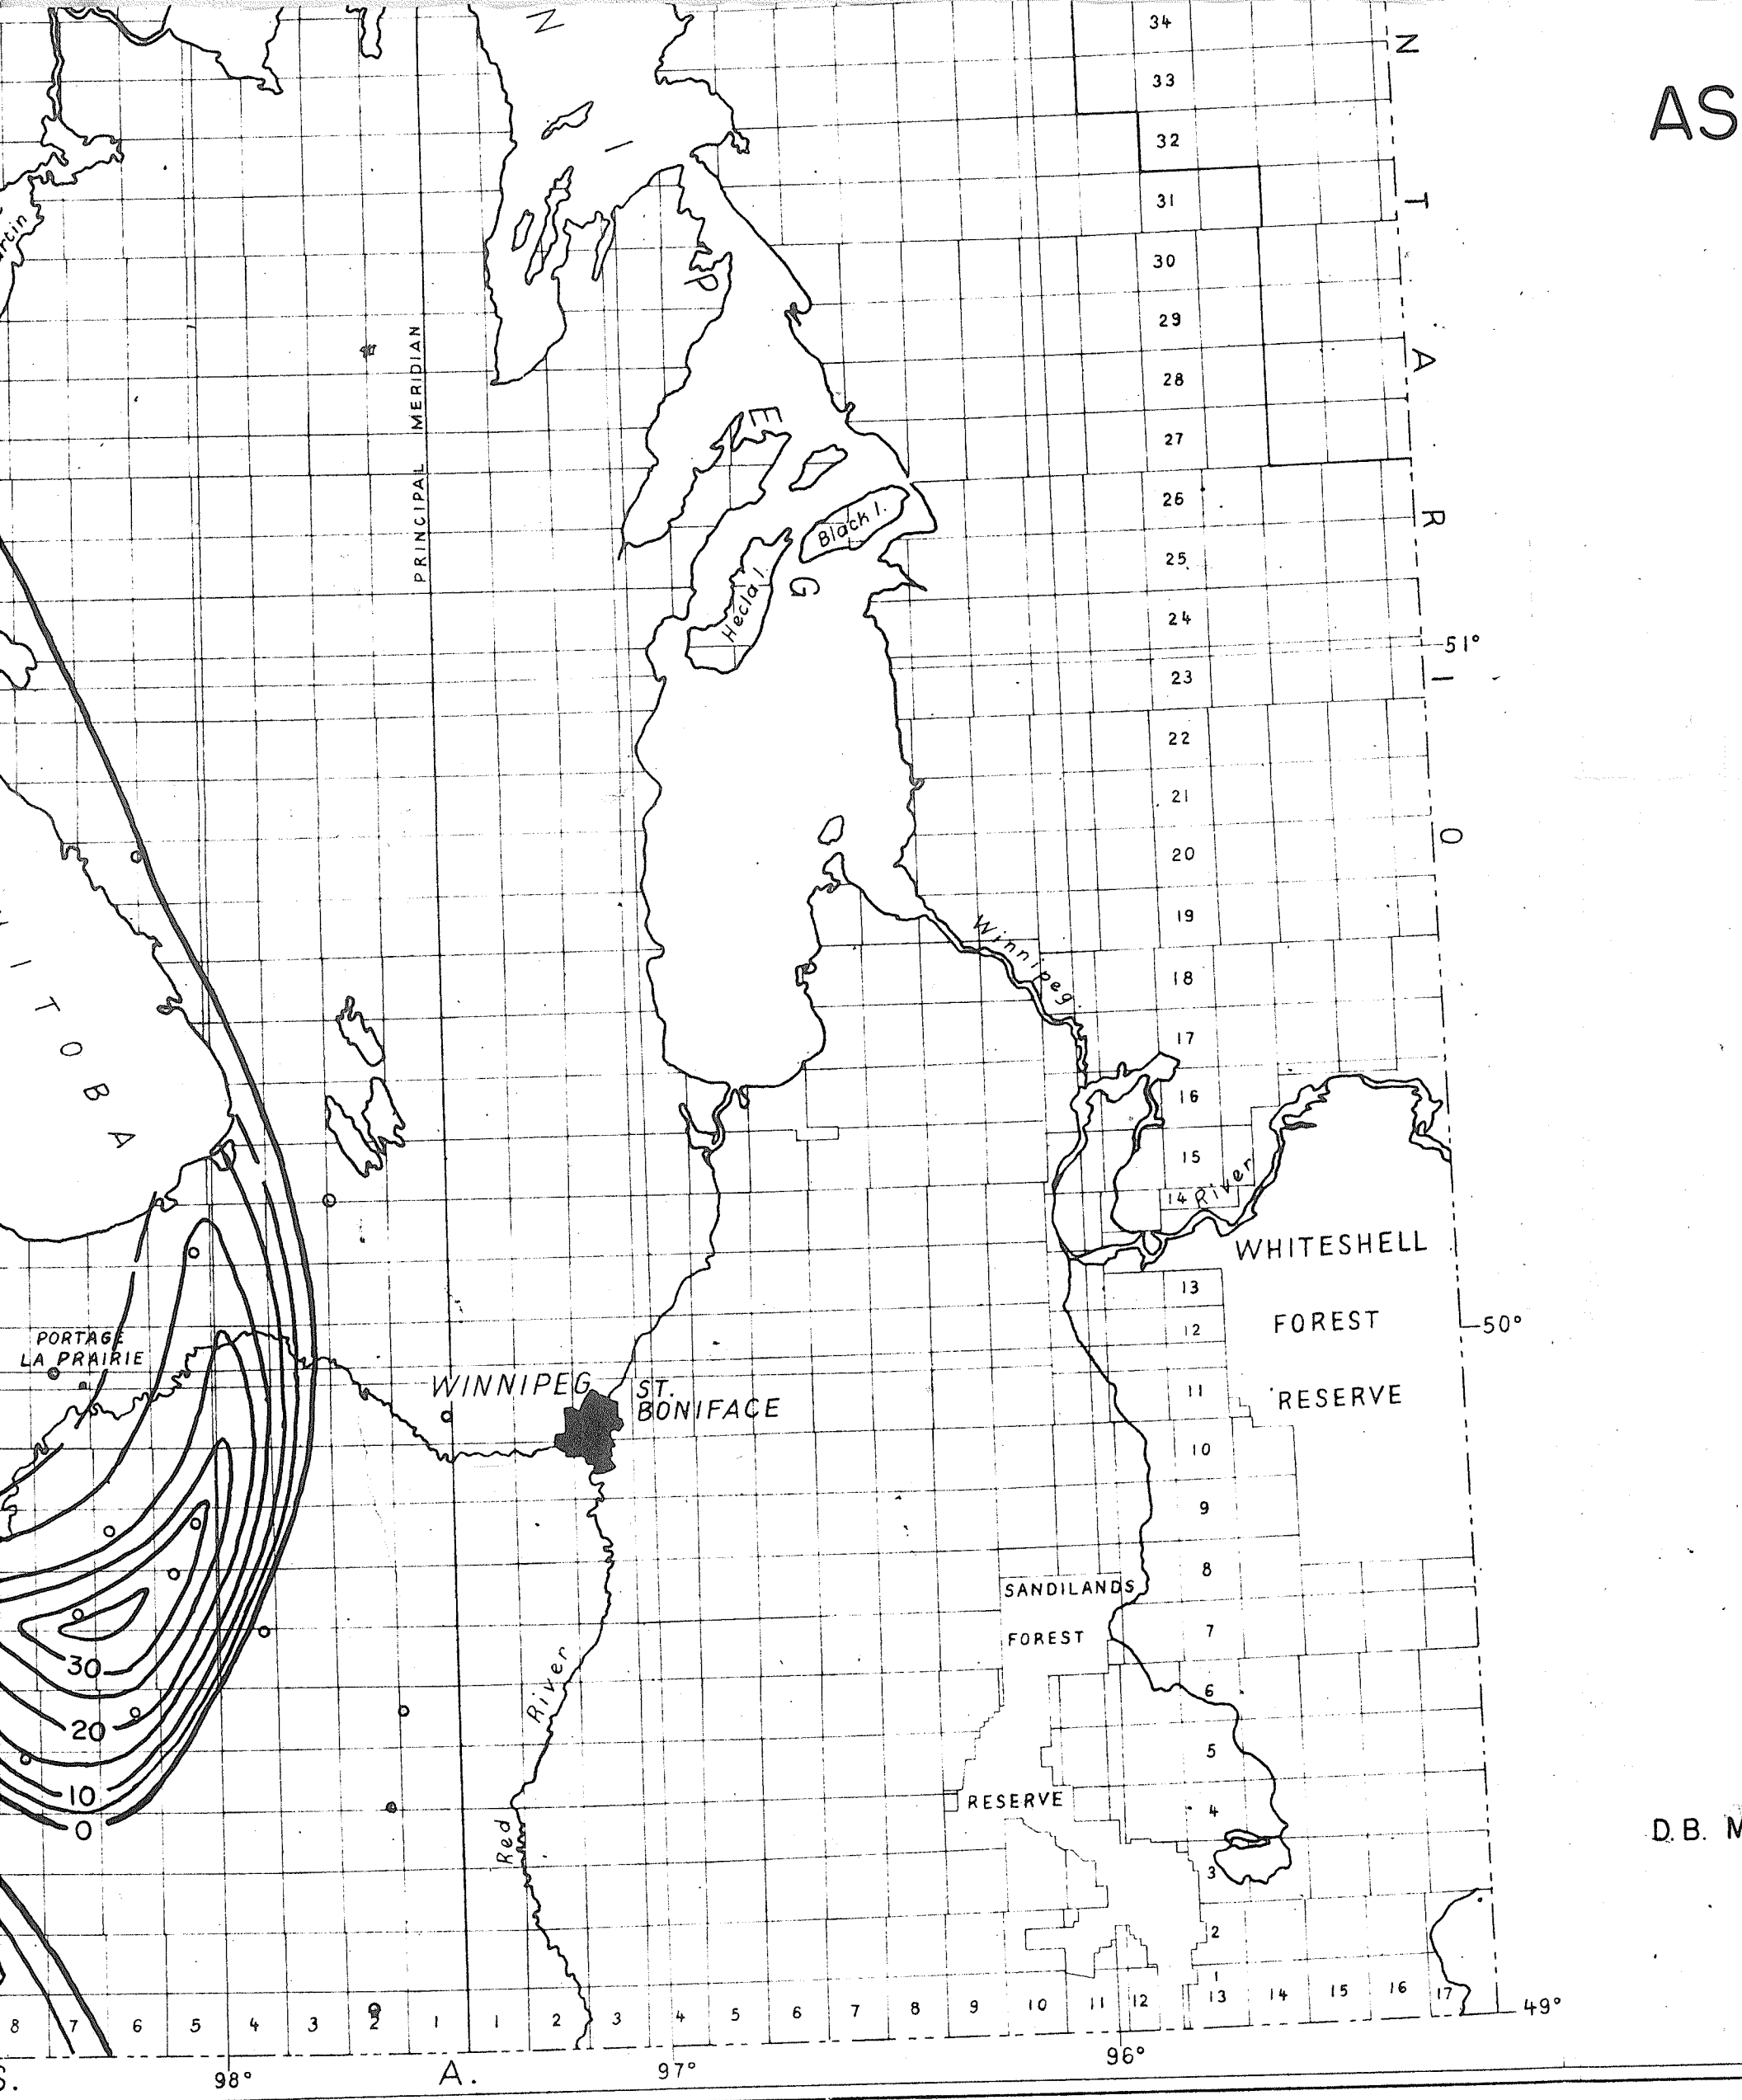 N
34
N
33
AS
32
I
31
T
rtin
30
P
29
PRINCIPAL MERIDIAN
28
A
E
27
26
R
Black I.
25
G
Hecla I.
24
51°
23
I
22
21
20
O
19
Winnipeg
18
I
T
O
B
A
17
16
15
14
River
WHITESHELL
13
FOREST
50°
12
PORTAGE
LA PRAIRIE
WINNIPEG
ST.
BONIFACE
11
RESERVE
10
9
8
SANDILANDS
7
FOREST
30
6
River
20
5
10
RESERVE
4
0
D.B. M
Red
3
2
1
8 7 6 5 4 3 2 1 1 2 3 4 5 6 7 8 9 10 11 12 13 14 15 16 17
49°
S. 98° A. 97° 96°